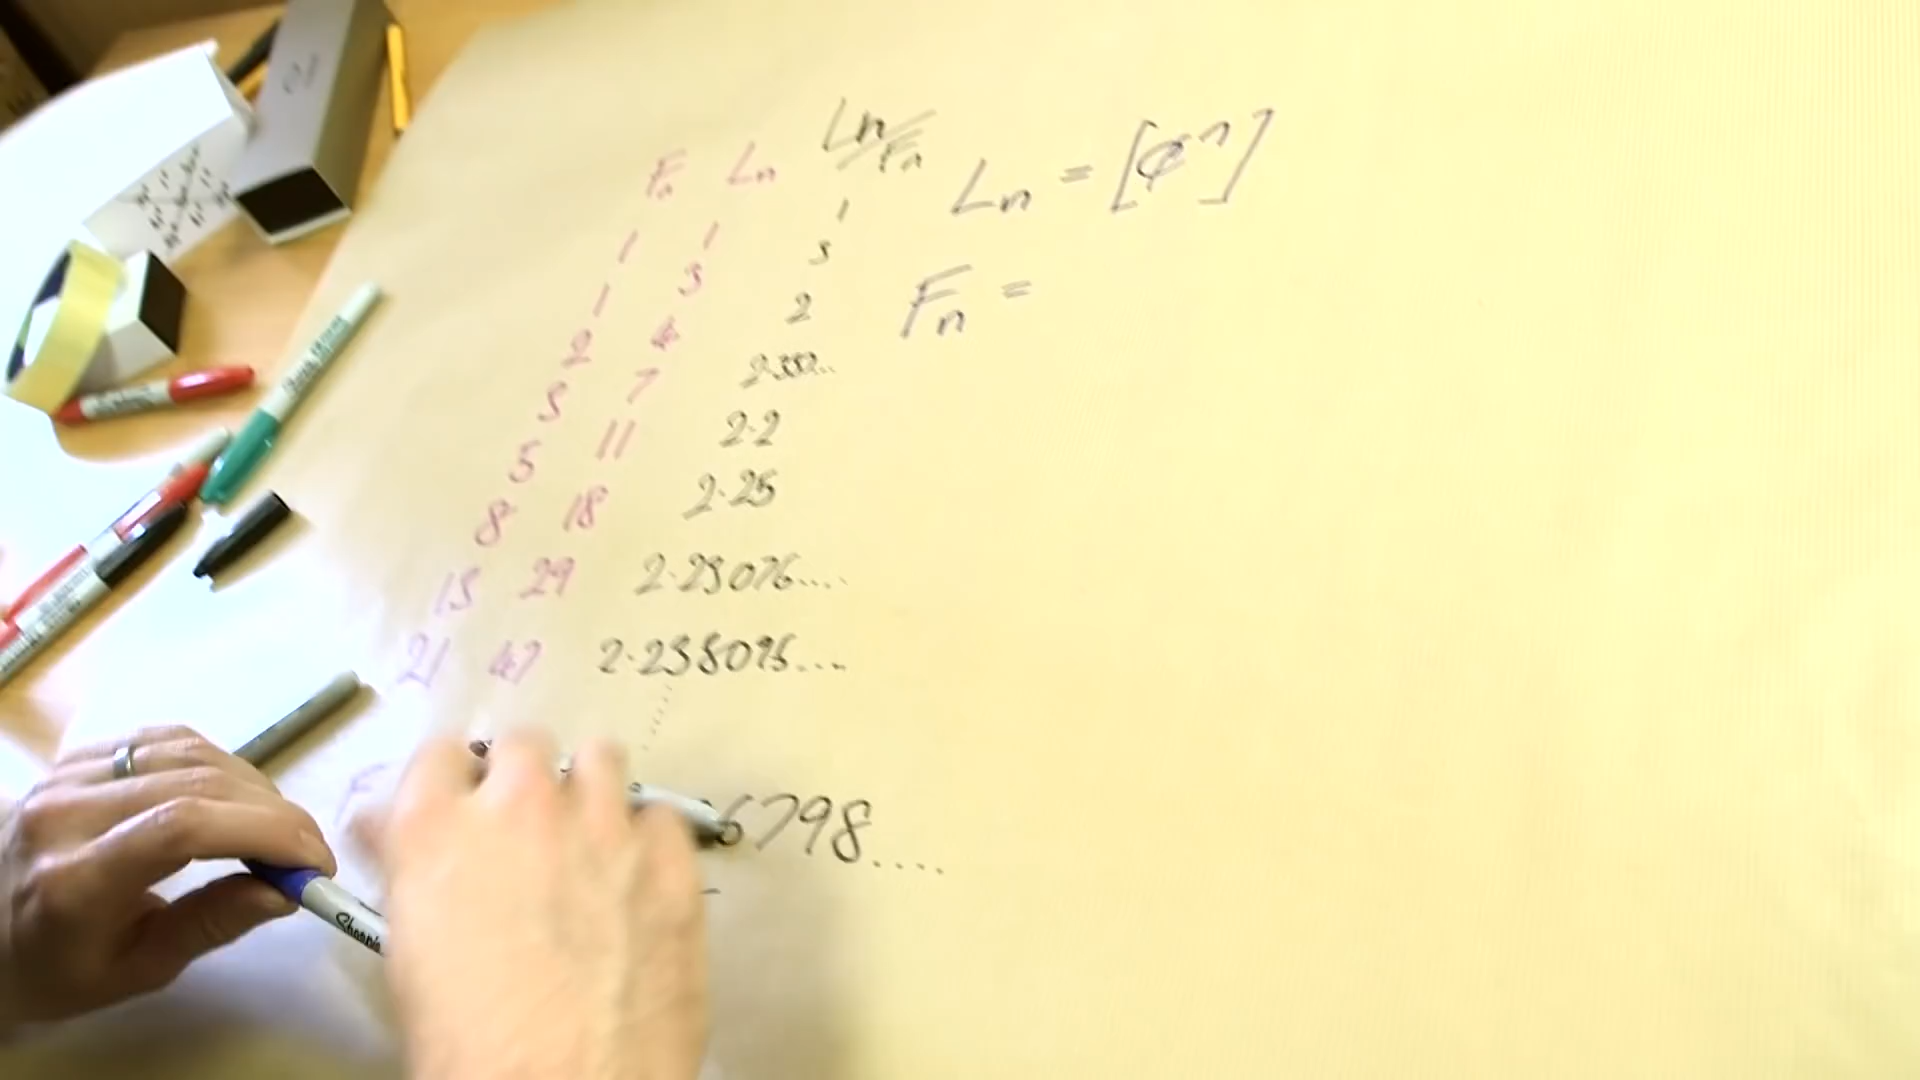 Fn Ln Ln/Fn
1 1 1
1 3 3
2 4 2
3 7 2.333...
5 11 2.2
8 18 2.25
13 29 2.23076....
21 47 2.238095....
6798....
Ln = [φⁿ]
Fn =
Sharpie